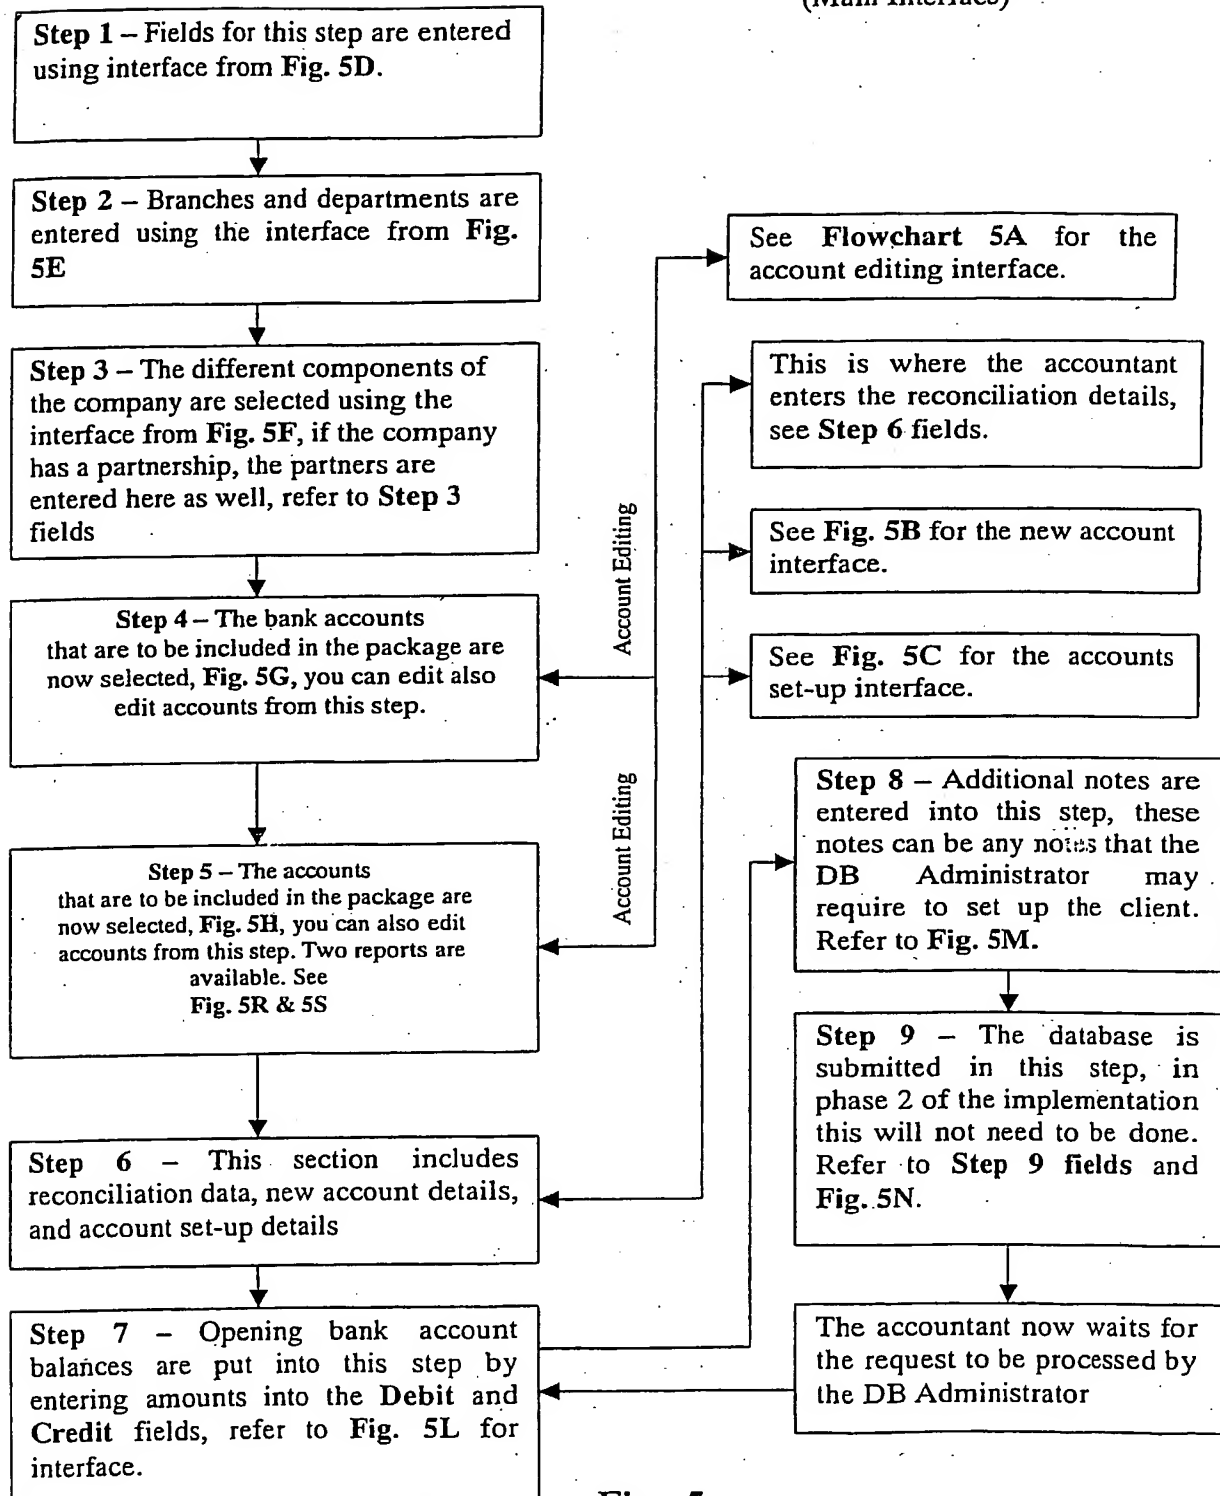 (Main Interface)
Step 1 – Fields for this step are entered
using interface from Fig. 5D.
Step 2 – Branches and departments are
entered using the interface from Fig.
5E
Step 3 – The different components of
the company are selected using the
interface from Fig. 5F, if the company
has a partnership, the partners are
entered here as well, refer to Step 3
fields
Step 4 – The bank accounts
that are to be included in the package are
now selected, Fig. 5G, you can edit also
edit accounts from this step.
Step 5 – The accounts
that are to be included in the package are
now selected, Fig. 5H, you can also edit
accounts from this step. Two reports are
available. See
Fig. 5R & 5S
Step 6 – This section includes
reconciliation data, new account details,
and account set-up details
Step 7 – Opening bank account
balances are put into this step by
entering amounts into the Debit and
Credit fields, refer to Fig. 5L for
interface.
Account Editing
Account Editing
See Flowchart 5A for the
account editing interface.
This is where the accountant
enters the reconciliation details,
see Step 6 fields.
See Fig. 5B for the new account
interface.
See Fig. 5C for the accounts
set-up interface.
Step 8 – Additional notes are
entered into this step, these
notes can be any notes that the
DB Administrator may
require to set up the client.
Refer to Fig. 5M.
Step 9 – The database is
submitted in this step, in
phase 2 of the implementation
this will not need to be done.
Refer to Step 9 fields and
Fig. 5N.
The accountant now waits for
the request to be processed by
the DB Administrator